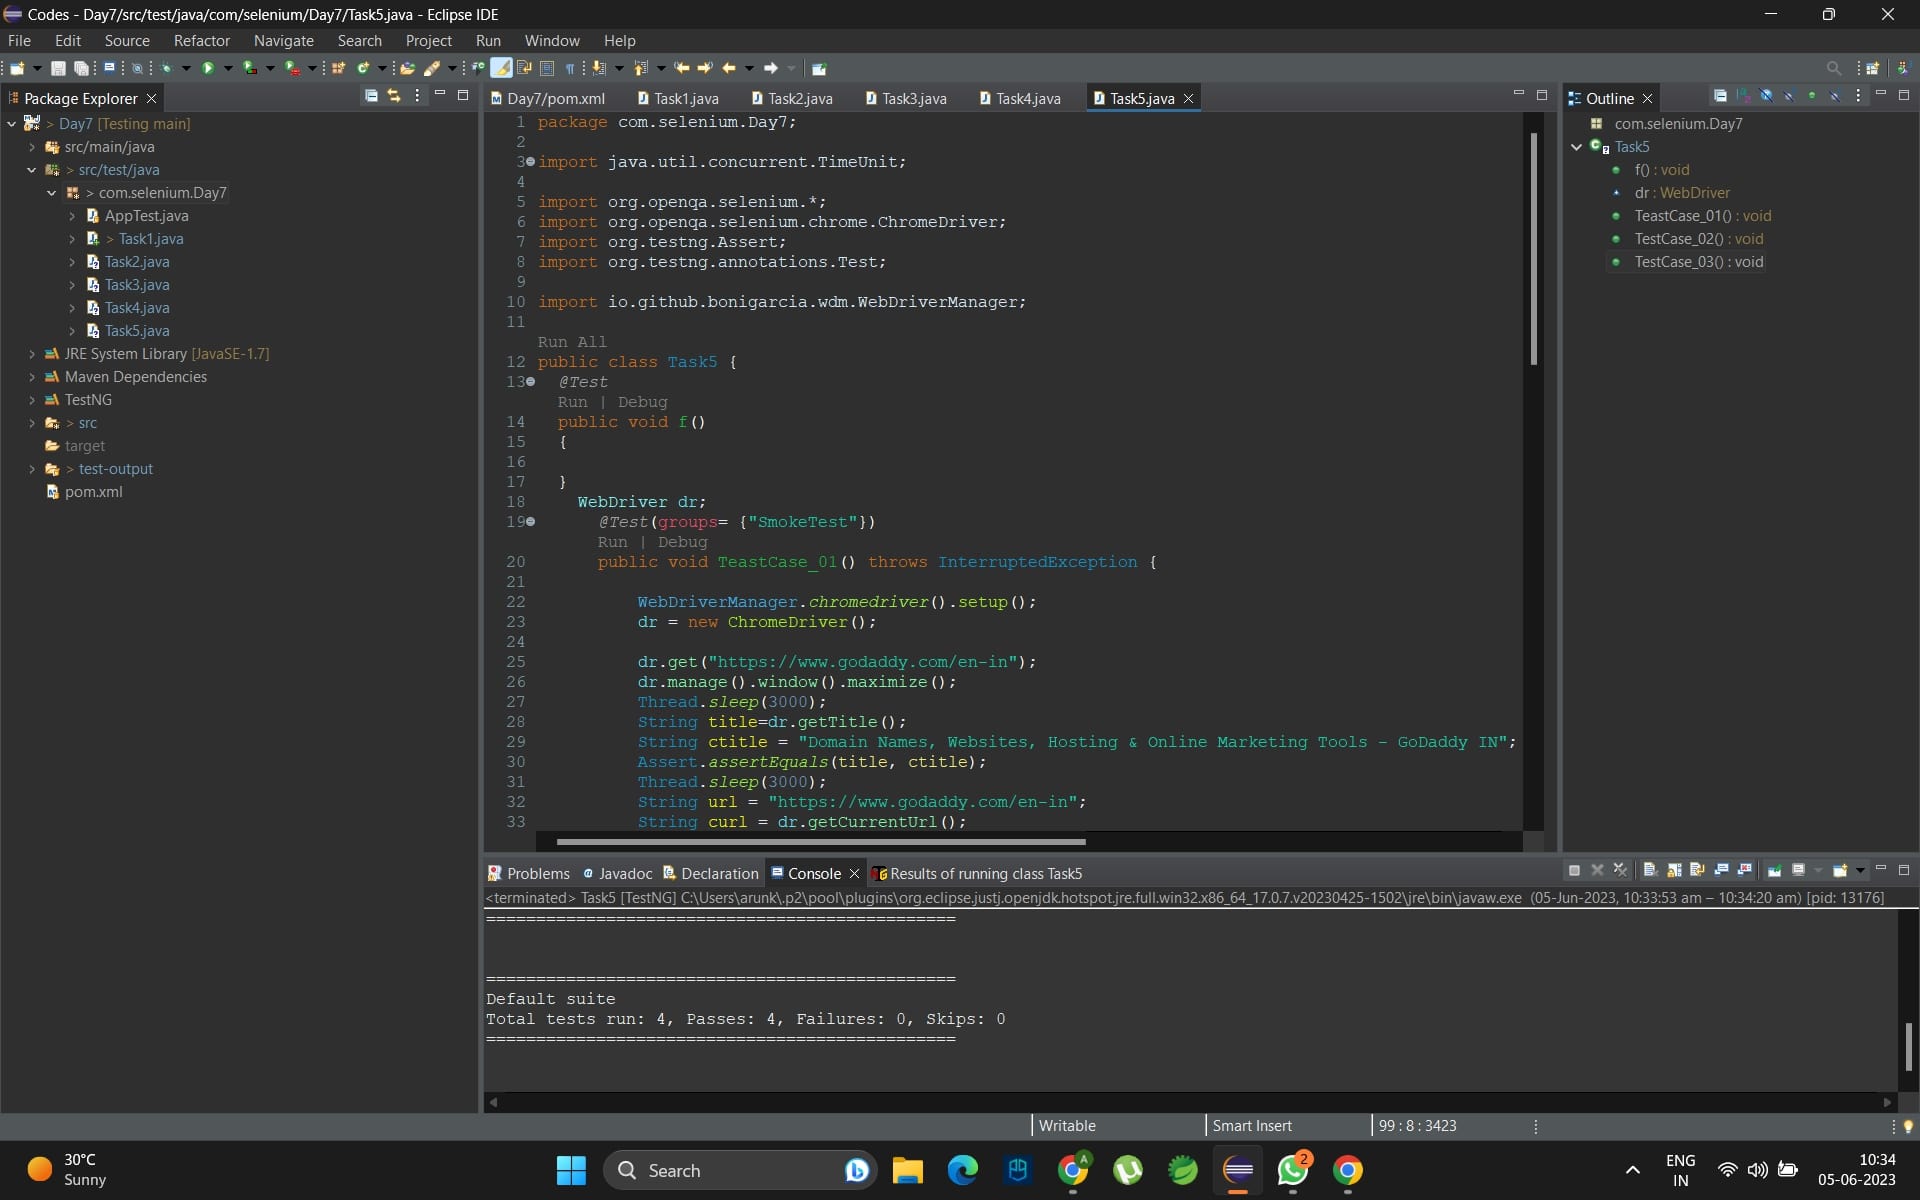 Codes - Day7/src/test/java/com/selenium/Day7/Task5.java - Eclipse IDE
File Edit Source Refactor Navigate Search Project Run Window Help
Package Explorer
> Day7 [Testing main]
src/main/java
> src/test/java
> com.selenium.Day7
AppTest.java
> Task1.java
Task2.java
Task3.java
Task4.java
Task5.java
JRE System Library [JavaSE-1.7]
Maven Dependencies
TestNG
> src
target
> test-output
pom.xml
Day7/pom.xml Task1.java Task2.java Task3.java Task4.java Task5.java
1 package com.selenium.Day7;
2
3 import java.util.concurrent.TimeUnit;
4
5 import org.openqa.selenium.*;
6 import org.openqa.selenium.chrome.ChromeDriver;
7 import org.testng.Assert;
8 import org.testng.annotations.Test;
9
10 import io.github.bonigarcia.wdm.WebDriverManager;
11
Run All
12 public class Task5 {
13 @Test
Run | Debug
14 public void f()
15 {
16
17 }
18 WebDriver dr;
19 @Test(groups= {"SmokeTest"})
Run | Debug
20 public void TeastCase_01() throws InterruptedException {
21
22 WebDriverManager.chromedriver().setup();
23 dr = new ChromeDriver();
24
25 dr.get("https://www.godaddy.com/en-in");
26 dr.manage().window().maximize();
27 Thread.sleep(3000);
28 String title=dr.getTitle();
29 String ctitle = "Domain Names, Websites, Hosting & Online Marketing Tools - GoDaddy IN";
30 Assert.assertEquals(title, ctitle);
31 Thread.sleep(3000);
32 String url = "https://www.godaddy.com/en-in";
33 String curl = dr.getCurrentUrl();
Outline
com.selenium.Day7
Task5
f() : void
dr : WebDriver
TeastCase_01() : void
TestCase_02() : void
TestCase_03() : void
Problems Javadoc Declaration Console Results of running class Task5
<terminated> Task5 [TestNG] C:\Users\arunk\.p2\pool\plugins\org.eclipse.justj.openjdk.hotspot.jre.full.win32.x86_64_17.0.7.v20230425-1502\jre\bin\javaw.exe (05-Jun-2023, 10:33:53 am – 10:34:20 am) [pid: 13176]
===============================================
===============================================
Default suite
Total tests run: 4, Passes: 4, Failures: 0, Skips: 0
===============================================
Writable Smart Insert 99 : 8 : 3423
30°C
Sunny
Search
A
2
ENG
IN
10:34
05-06-2023